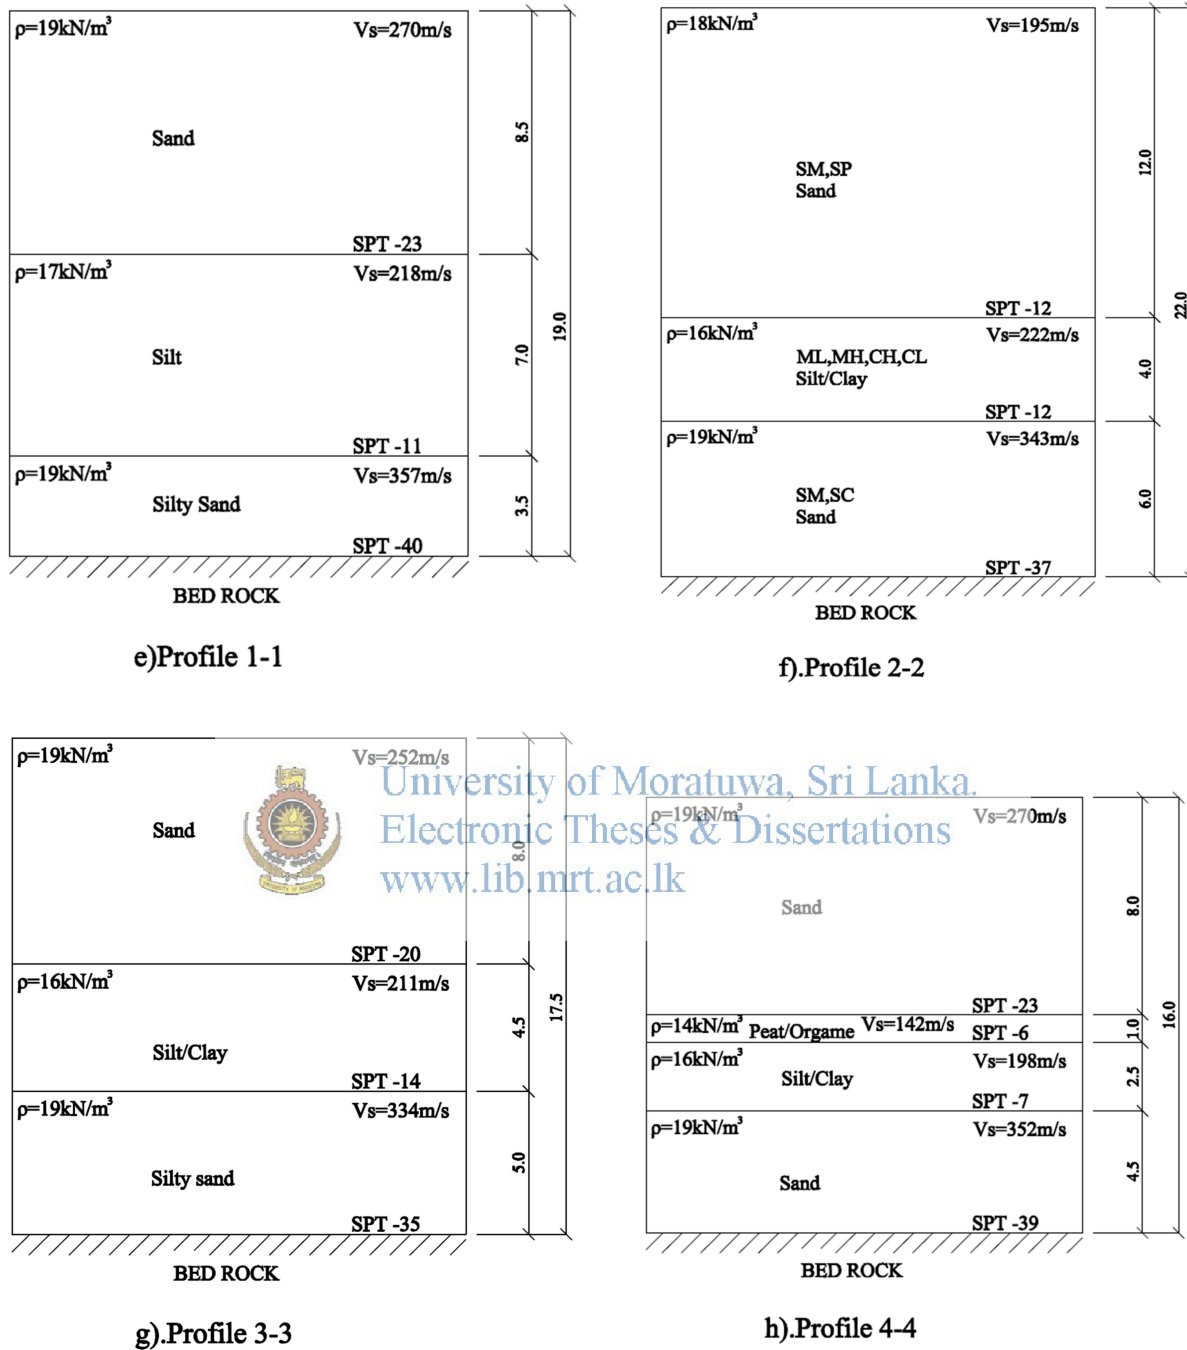 ρ=19kN/m³ Vs=270m/s
Sand
8.5
SPT -23
ρ=17kN/m³ Vs=218m/s
Silt
7.0
19.0
SPT -11
ρ=19kN/m³ Vs=357m/s
Silty Sand
3.5
SPT -40
BED ROCK
e)Profile 1-1
ρ=18kN/m³ Vs=195m/s
SM,SP
Sand
12.0
SPT -12
22.0
ρ=16kN/m³ Vs=222m/s
ML,MH,CH,CL
Silt/Clay
4.0
SPT -12
ρ=19kN/m³ Vs=343m/s
SM,SC
Sand
6.0
SPT -37
BED ROCK
f).Profile 2-2
ρ=19kN/m³ Vs=252m/s
Sand
8.0
SPT -20
ρ=16kN/m³ Vs=211m/s
4.5
17.5
Silt/Clay
SPT -14
ρ=19kN/m³ Vs=334m/s
Silty sand
5.0
SPT -35
BED ROCK
g).Profile 3-3
University of Moratuwa, Sri Lanka.
Electronic Theses & Dissertations
www.lib.mrt.ac.lk
UNIVERSITY OF MORATUWA
ρ=19kN/m³ Vs=270m/s
Sand
8.0
SPT -23
ρ=14kN/m³ Peat/Orgame Vs=142m/s SPT -6
1.0
16.0
ρ=16kN/m³ Vs=198m/s
Silt/Clay
2.5
SPT -7
ρ=19kN/m³ Vs=352m/s
Sand
4.5
SPT -39
BED ROCK
h).Profile 4-4